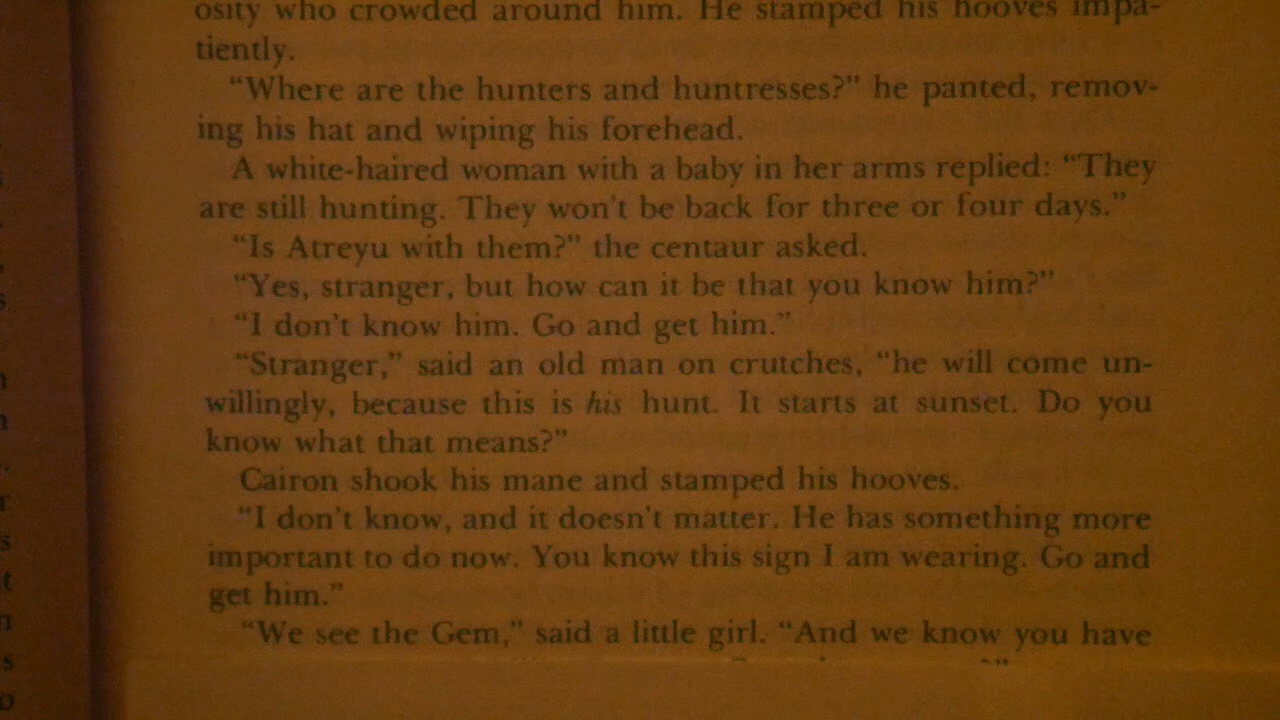 osity who crowded around him. He stamped his hooves impa-
tiently.
"Where are the hunters and huntresses?" he panted, remov-
ing his hat and wiping his forehead.
A white-haired woman with a baby in her arms replied: "They
are still hunting. They won't be back for three or four days."
"Is Atreyu with them?" the centaur asked.
"Yes, stranger, but how can it be that you know him?"
"I don't know him. Go and get him."
"Stranger," said an old man on crutches, "he will come un-
willingly, because this is his hunt. It starts at sunset. Do you
know what that means?"
Cairon shook his mane and stamped his hooves.
"I don't know, and it doesn't matter. He has something more
important to do now. You know this sign I am wearing. Go and
get him."
"We see the Gem," said a little girl. "And we know you have